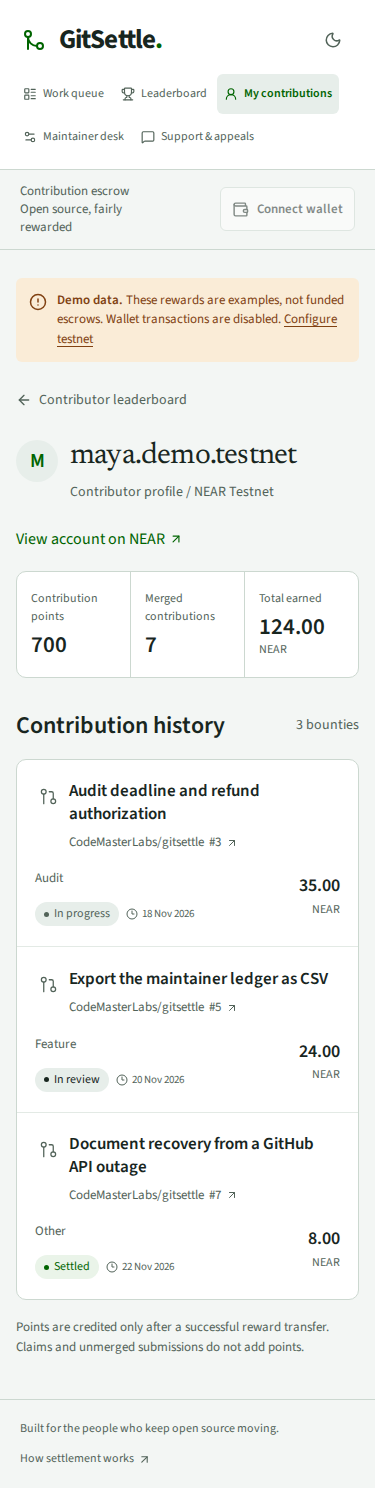 GitSettle.
Work queue
Leaderboard
My contributions
Maintainer desk
Support & appeals
Contribution escrow
Open source, fairly
rewarded
Connect wallet
Demo data. These rewards are examples, not funded
escrows. Wallet transactions are disabled. Configure
testnet
Contributor leaderboard
M
maya.demo.testnet
Contributor profile / NEAR Testnet
View account on NEAR
Contribution
points
700
Merged
contributions
7
Total earned
124.00
NEAR
Contribution history
3 bounties
Audit deadline and refund
authorization
CodeMasterLabs/gitsettle #3
Audit
In progress
18 Nov 2026
35.00
NEAR
Export the maintainer ledger as CSV
CodeMasterLabs/gitsettle #5
Feature
In review
20 Nov 2026
24.00
NEAR
Document recovery from a GitHub
API outage
CodeMasterLabs/gitsettle #7
Other
Settled
22 Nov 2026
8.00
NEAR
Points are credited only after a successful reward transfer.
Claims and unmerged submissions do not add points.
Built for the people who keep open source moving.
How settlement works